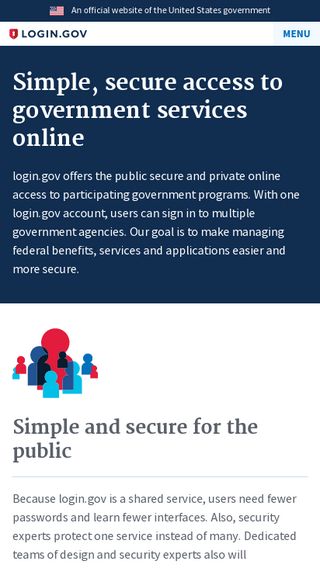 An official website of the United States government
LOGIN.GOV
MENU
Simple, secure access to
government services
online
login.gov offers the public secure and private online
access to participating government programs. With one
login.gov account, users can sign in to multiple
government agencies. Our goal is to make managing
federal benefits, services and applications easier and
more secure.
Simple and secure for the
public
Because login.gov is a shared service, users need fewer
passwords and learn fewer interfaces. Also, security
experts protect one service instead of many. Dedicated
teams of design and security experts also will